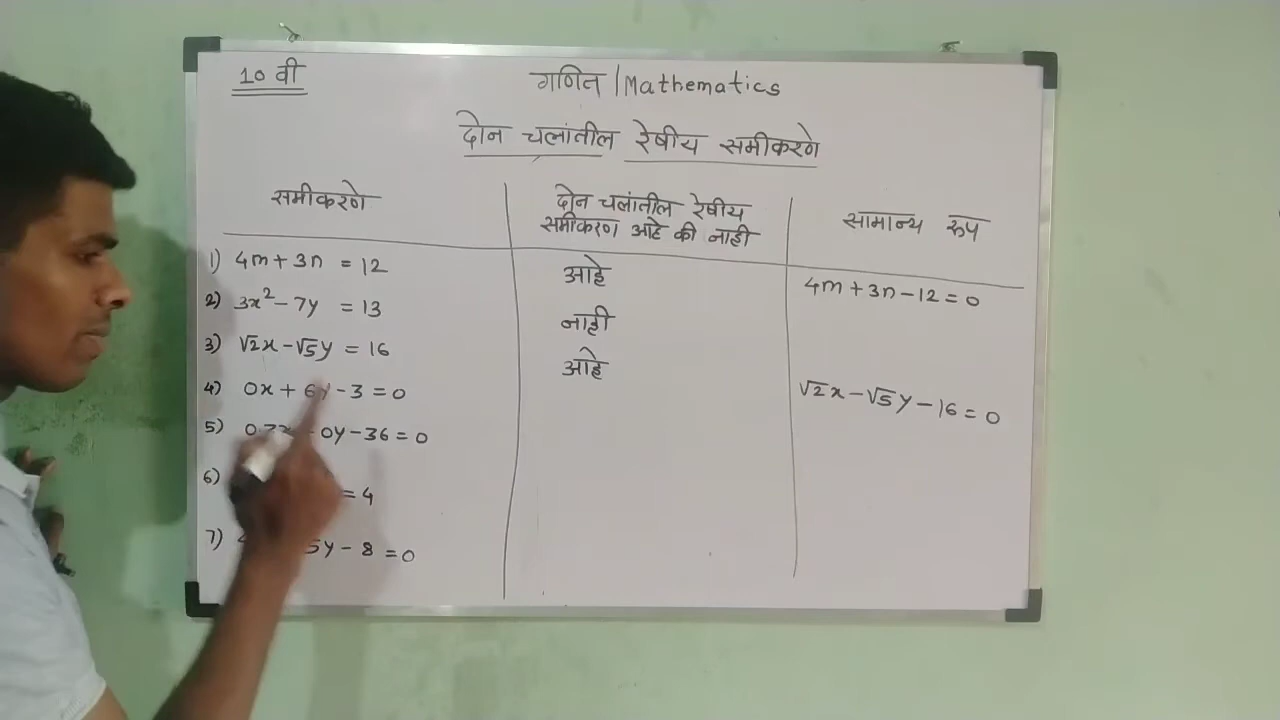 10 वी
गणित / Mathematics
दोन चलांतील रेषीय समीकरणे
समीकरणे
दोन चलांतील रेषीय
समीकरण आहे की नाही
सामान्य रुप
1) 4m + 3n = 12
आहे
4m + 3n - 12 = 0
2) 3x² - 7y = 13
नाही
3) √2x - √5y = 16
आहे
√2x - √5y - 16 = 0
4) 0x + 6y - 3 = 0
5) 0y - 36 = 0
6) = 4
7) 5y - 8 = 0